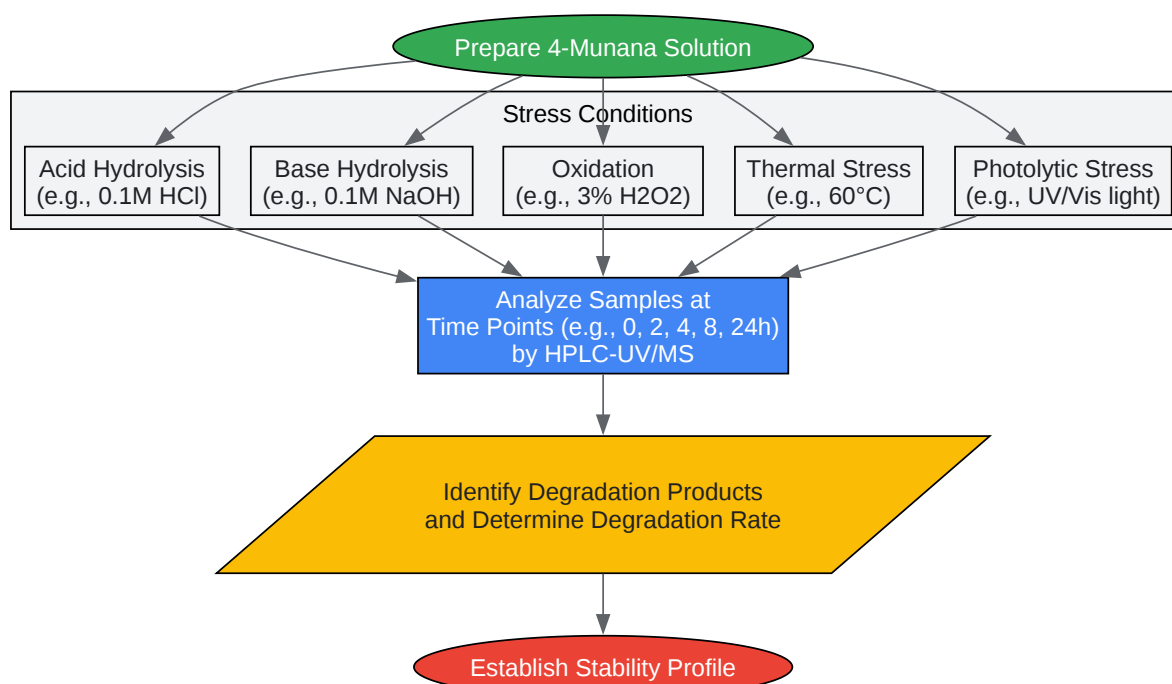 Prepare 4-Munana Solution
Stress Conditions
Acid Hydrolysis
(e.g., 0.1M HCl)
Base Hydrolysis
(e.g., 0.1M NaOH)
Oxidation
(e.g., 3% H2O2)
Thermal Stress
(e.g., 60°C)
Photolytic Stress
(e.g., UV/Vis light)
Analyze Samples at
Time Points (e.g., 0, 2, 4, 8, 24h)
by HPLC-UV/MS
Identify Degradation Products
and Determine Degradation Rate
Establish Stability Profile